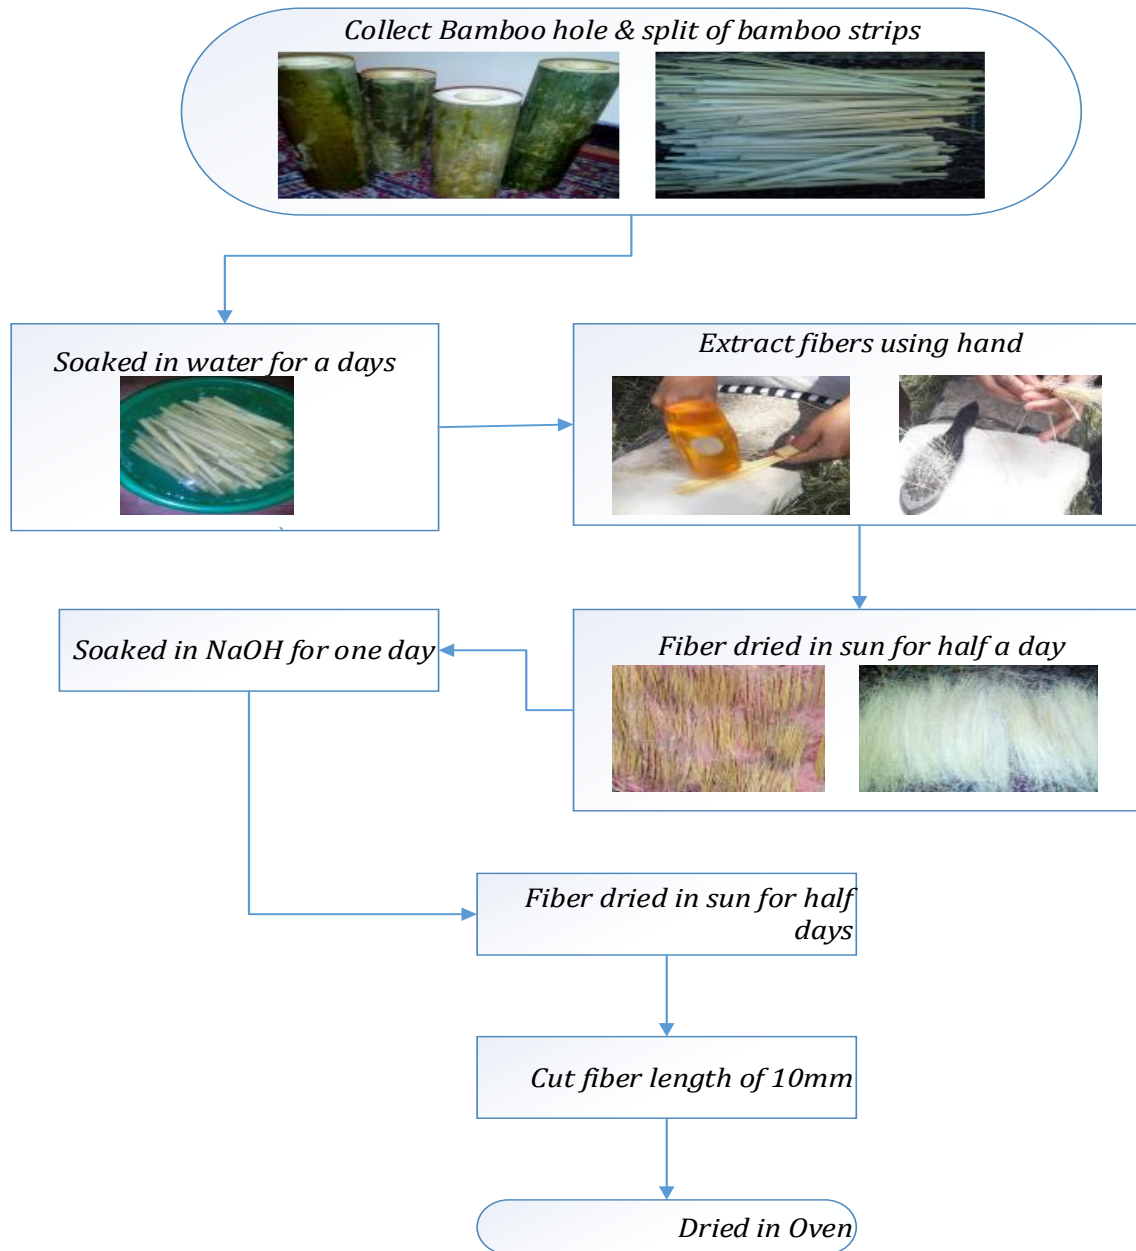 Collect Bamboo hole & split of bamboo strips
Soaked in water for a days
Extract fibers using hand
Fiber dried in sun for half a day
Soaked in NaOH for one day
Fiber dried in sun for half
days
Cut fiber length of 10mm
Dried in Oven